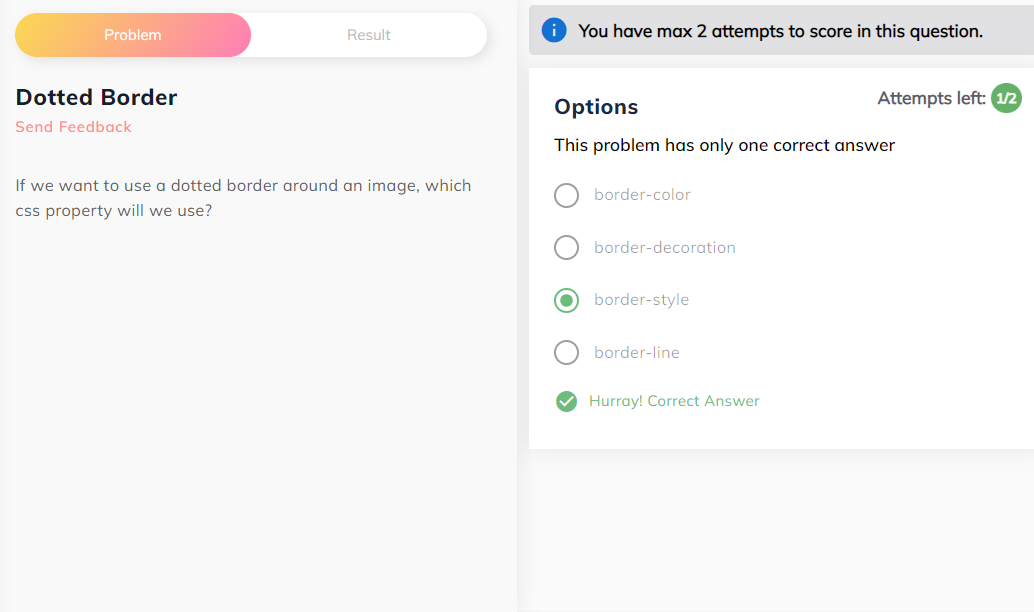 Problem
Result
Dotted Border
Send Feedback
If we want to use a dotted border around an image, which
css property will we use?
i
You have max 2 attempts to score in this question.
Options
Attempts left: 1/2
This problem has only one correct answer
border-color
border-decoration
border-style
border-line
Hurray! Correct Answer